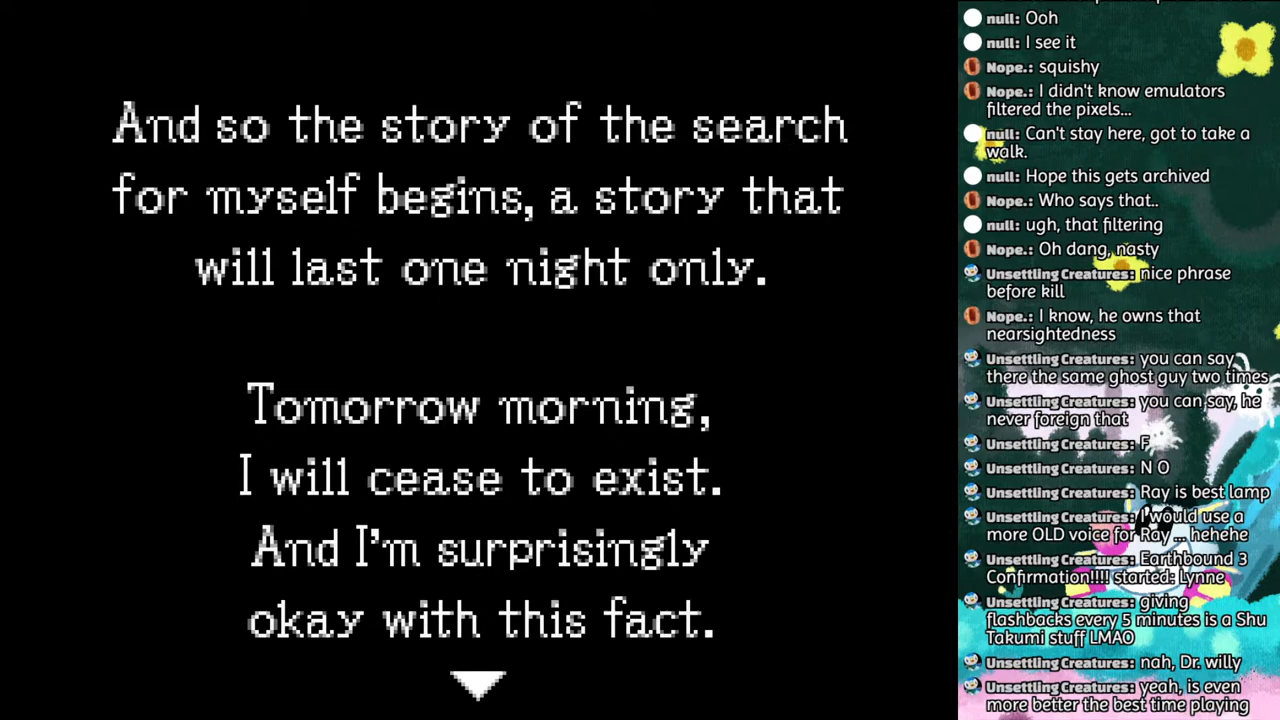 And so the story of the search
for myself begins, a story that
will last one night only.
Tomorrow morning,
I will cease to exist.
And I'm surprisingly
okay with this fact.
null: Ooh
null: I see it
Nope.: squishy
Nope.: I didn't know emulators
filtered the pixels...
null: Can't stay here, got to take a
walk.
null: Hope this gets archived
Nope.: Who says that..
null: ugh, that filtering
Nope.: Oh dang, nasty
Unsettling Creatures: nice phrase
before kill
Nope.: I know, he owns that
nearsightedness
Unsettling Creatures: you can say
there the same ghost guy two times
Unsettling Creatures: you can say, he
never foreign that
Unsettling Creatures: F
Unsettling Creatures: N O
Unsettling Creatures: Ray is best lamp
Unsettling Creatures: I would use a
more OLD voice for Ray ... hehehe
Unsettling Creatures: Earthbound 3
Confirmation!!!! started: Lynne
Unsettling Creatures: giving
flashbacks every 5 minutes is a Shu
Takumi stuff LMAO
Unsettling Creatures: nah, Dr. willy
Unsettling Creatures: yeah, is even
more better the best time playing